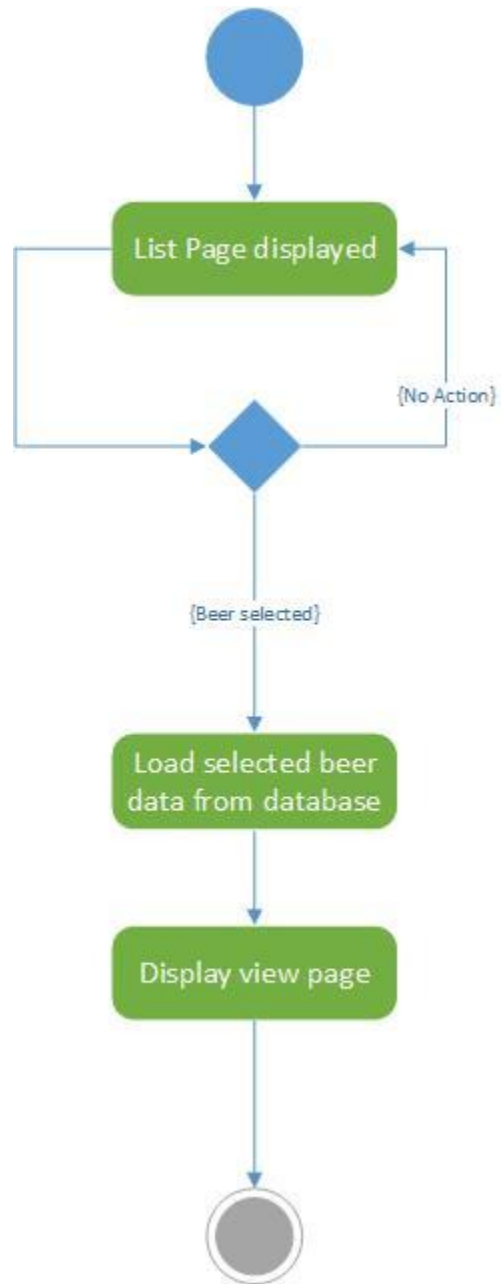 List Page displayed
{No Action}
{Beer selected}
Load selected beer
data from database
Display view page